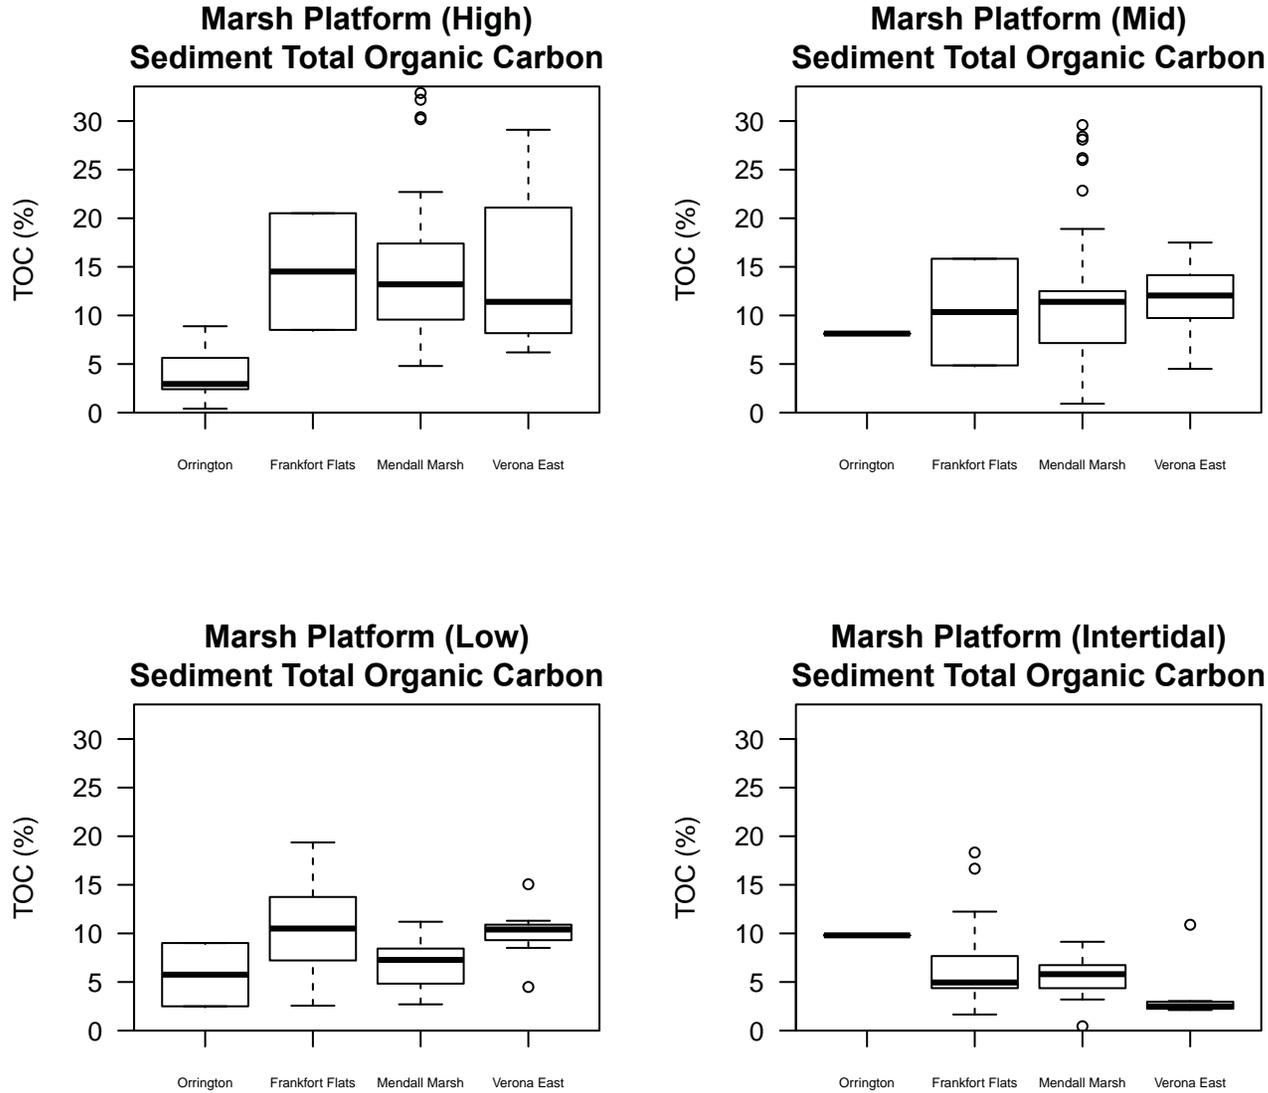 Marsh Platform (High)
Sediment Total Organic Carbon
TOC (%)
30
25
20
15
10
5
0
Orrington Frankfort Flats Mendall Marsh Verona East
Marsh Platform (Mid)
Sediment Total Organic Carbon
TOC (%)
30
25
20
15
10
5
0
Orrington Frankfort Flats Mendall Marsh Verona East
Marsh Platform (Low)
Sediment Total Organic Carbon
TOC (%)
30
25
20
15
10
5
0
Orrington Frankfort Flats Mendall Marsh Verona East
Marsh Platform (Intertidal)
Sediment Total Organic Carbon
TOC (%)
30
25
20
15
10
5
0
Orrington Frankfort Flats Mendall Marsh Verona East